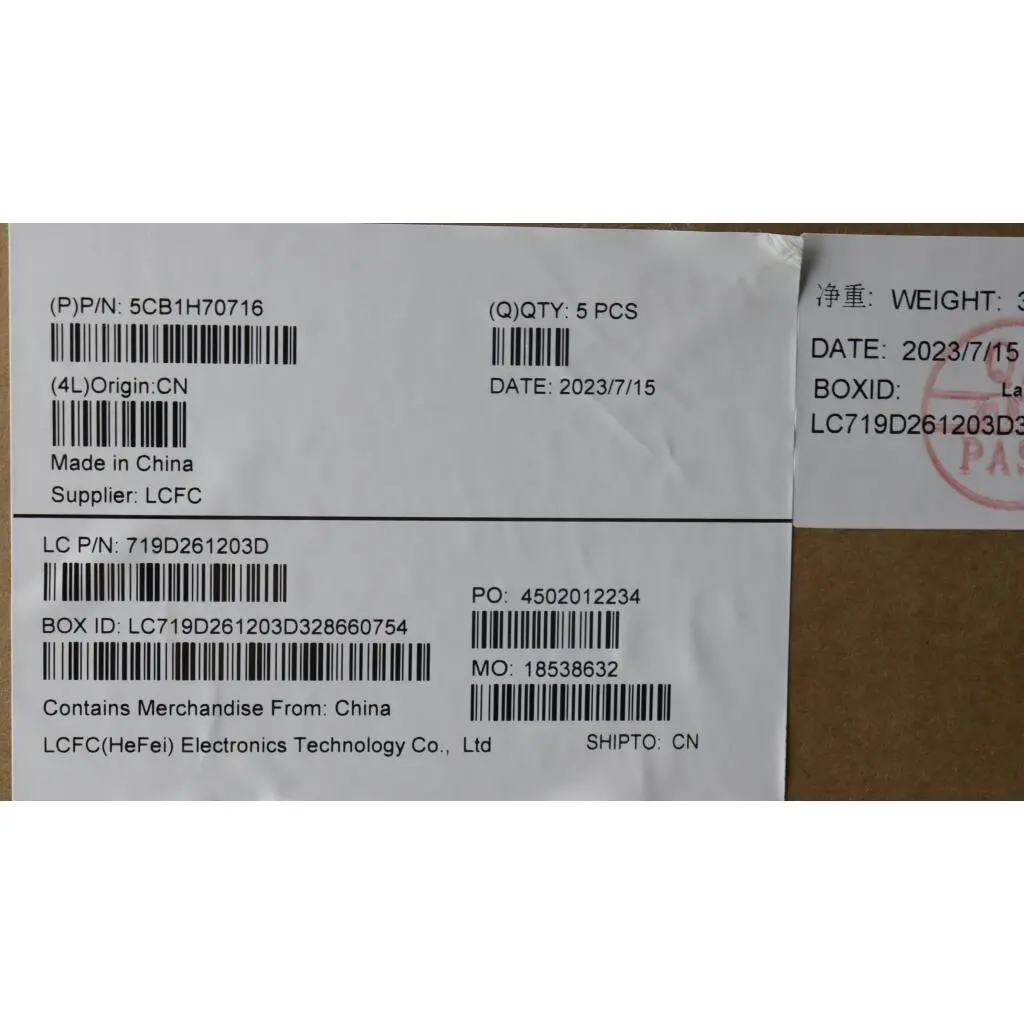 (P)P/N: 5CB1H70716
(Q)QTY: 5 PCS
(4L)Origin:CN
DATE: 2023/7/15
Made in China
Supplier: LCFC
LC P/N: 719D261203D
PO: 4502012234
BOX ID: LC719D261203D328660754
MO: 18538632
Contains Merchandise From: China
LCFC(HeFei) Electronics Technology Co., Ltd
SHIPTO: CN
净重: WEIGHT:
DATE: 2023/7/15
BOXID:
LC719D261203D3